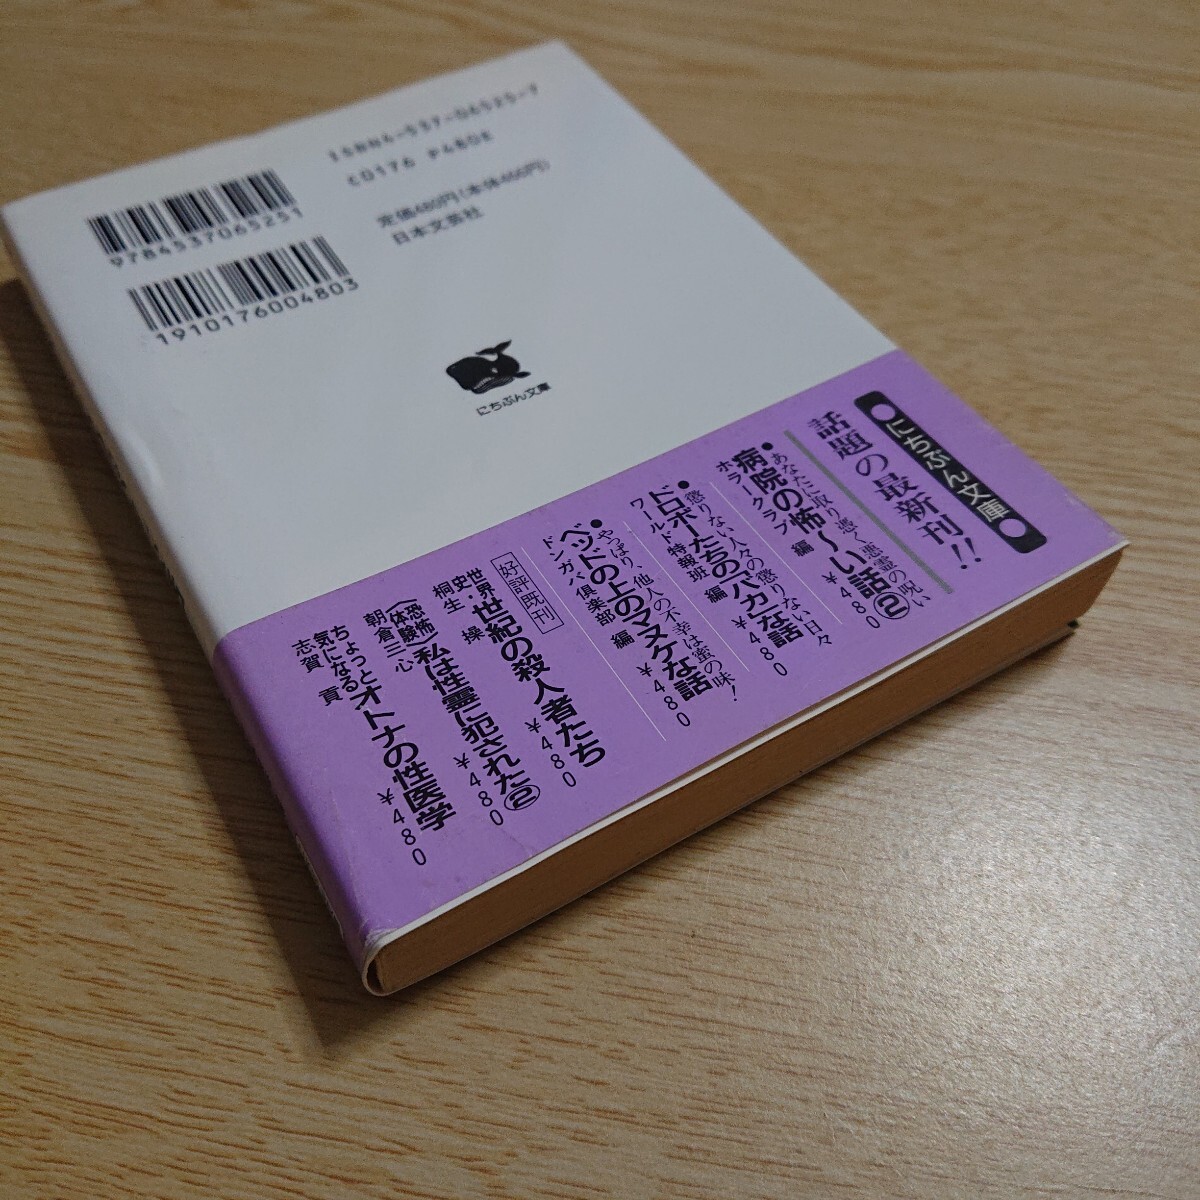 ISBN4-537-06525-7
C0176 P480E
定価480円(本体466円)
日本文芸社
9784537065251
1910176004803
にちぶん文庫
●にちぶん文庫●
話題の最新刊!!
あなたに取り憑く悪霊の呪い
●病院の怖〜い話②
ホラークラブ 編 ¥480
懲りない人々の懲りない日々
●ドロボーたちの「バカ」な話
ワールド特報班 編 ¥480
やっぱり、他人の不幸は蜜の味!
●ベッドの上のマヌケな話
ドンガバ倶楽部 編 ¥480
好評既刊
世界史・世紀の殺人者たち
桐生 操 ¥480
〈恐怖体験〉私は性霊に犯された②
朝倉三心 ¥480
ちょっと気になるオトナの性医学
志賀 貢 ¥480